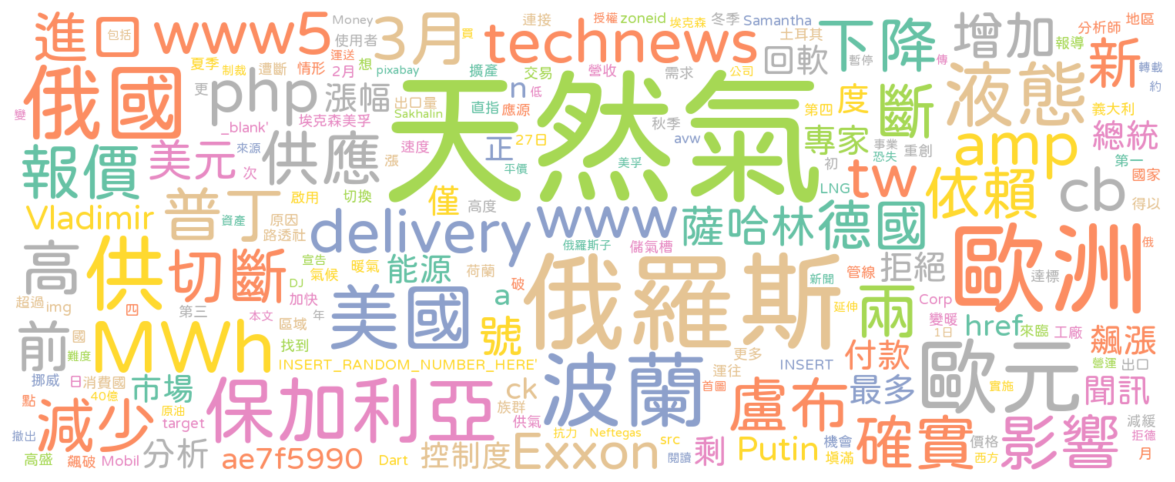 進口
包括
www5
3月
Money
使用者
買
連接
授權
zoneid
埃克森
冬季
Samantha
下降
增加
分析師
地區
夏季
制裁
遭斷
運送
情形
2月
想
pixabay
擴產
technews
交易
營收
需求
土耳其
回軟
公司
暫停
報導
新
傳
轉載
約
俄國
變
更
php
漲幅
出口量
Sakhalin
直指
n
應源
低
天然氣
第四
度
斷
液態
義大利
_blank'
埃克森美孚
速度
27日
秋季
專家
事業
重創
amp
總統
報價
美元
來源
供應
漲
正
平價
美孚
avw
初
恐失
第一
次
僅
高度
LNG
tw
依賴
cb
國家
得以
Vladimir
普丁
啟用
切換
資產
原因
路透社
delivery
www
薩哈林
德國
高
供
切斷
宣告
DJ
氣候
暖氣
能源
荷蘭
俄羅斯子
儲氣槽
俄羅斯
新聞
管線
拒絕
歐洲
達標
俄
超過
img
四
第三
加快
本文
年
美國
a
破
號
延伸
兩
Corp
變暖
1日
href
來臨
工廠
飆漲
前
國
難度
MWh
區域
找到
INSERT_RANDOM_NUMBER_HERE'
更多
運往
INSERT
付款
歐元
營運
出口
挪威
日
消費國
40億
市場
保加利亞
ck
族群
供氣
波蘭
首圖
盧布
最多
實施
聞訊
減少
點
原油
target
撤出
高盛
飆破
Mobil
分析
ae7f5990
Dart
控制度
Exxon
抗力
Neftegas
src
閱讀
剩
Putin
機會
塡滿
確實
價格
西方
影響
減緩
拒德
月